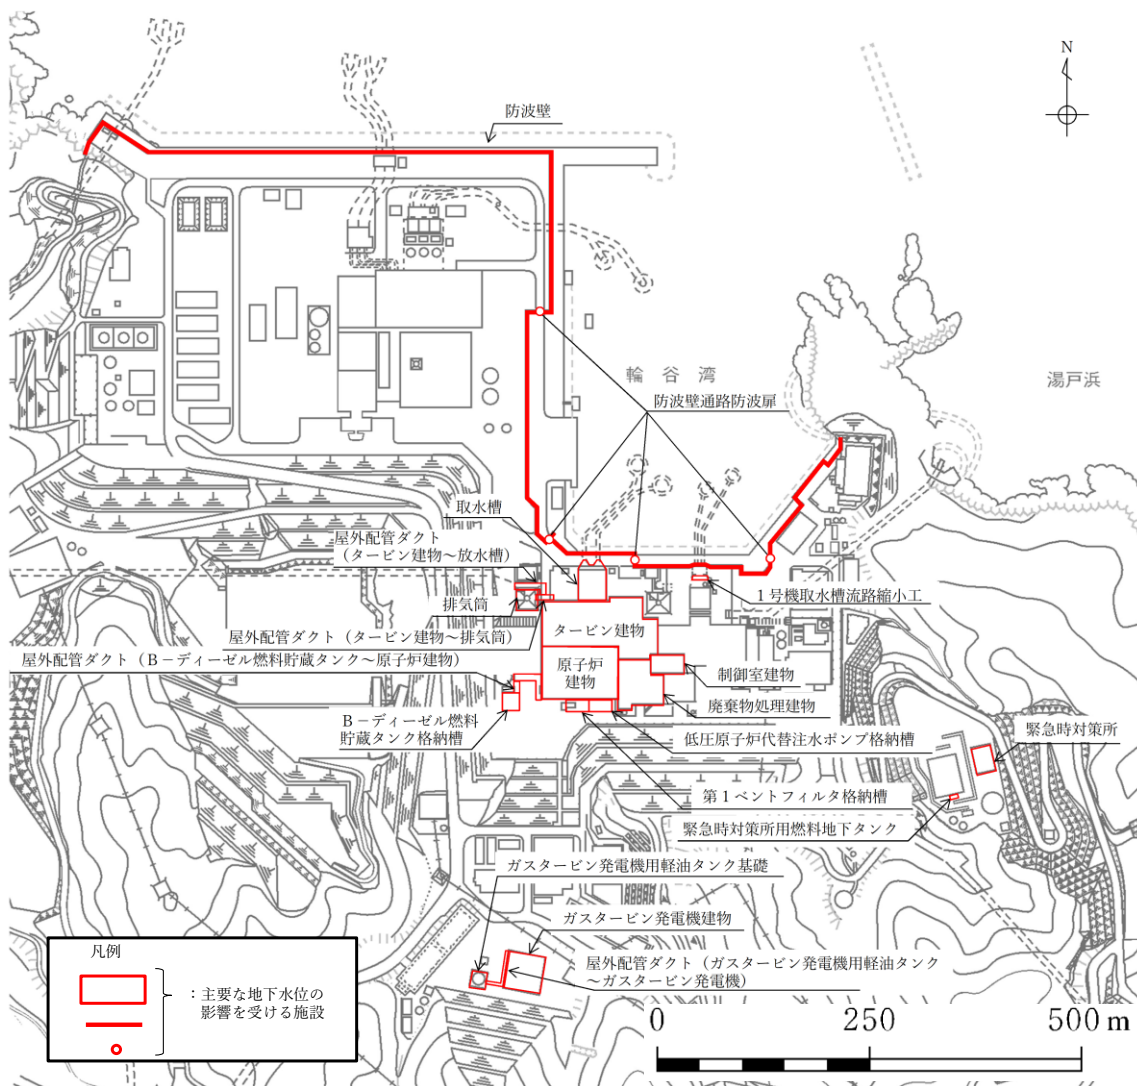 N
防波壁
輪谷湾
湯戸浜
防波壁通路防波扉
取水槽
屋外配管ダクト
（タービン建物～放水槽）
排気筒
1号機取水槽流路縮小工
タービン建物
屋外配管ダクト（タービン建物～排気筒）
屋外配管ダクト（B－ディーゼル燃料貯蔵タンク～原子炉建物）
原子炉
建物
制御室建物
廃棄物処理建物
B－ディーゼル燃料
貯蔵タンク格納槽
緊急時対策所
低圧原子炉代替注水ポンプ格納槽
第1ベントフィルタ格納槽
緊急時対策所用燃料地下タンク
ガスタービン発電機用軽油タンク基礎
ガスタービン発電機建物
屋外配管ダクト（ガスタービン発電機用軽油タンク
～ガスタービン発電機）
凡例
：主要な地下水位の
影響を受ける施設
0 250 500 m